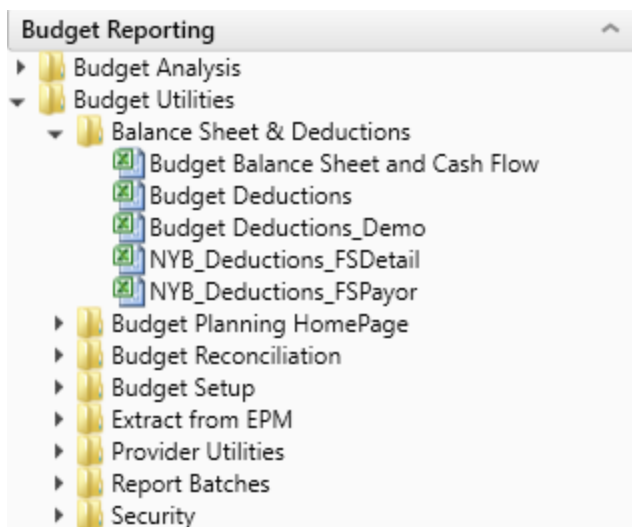 Budget Reporting
Budget Analysis
Budget Utilities
Balance Sheet & Deductions
Budget Balance Sheet and Cash Flow
Budget Deductions
Budget Deductions_Demo
NYB_Deductions_FSDetail
NYB_Deductions_FSPayor
Budget Planning HomePage
Budget Reconciliation
Budget Setup
Extract from EPM
Provider Utilities
Report Batches
Security